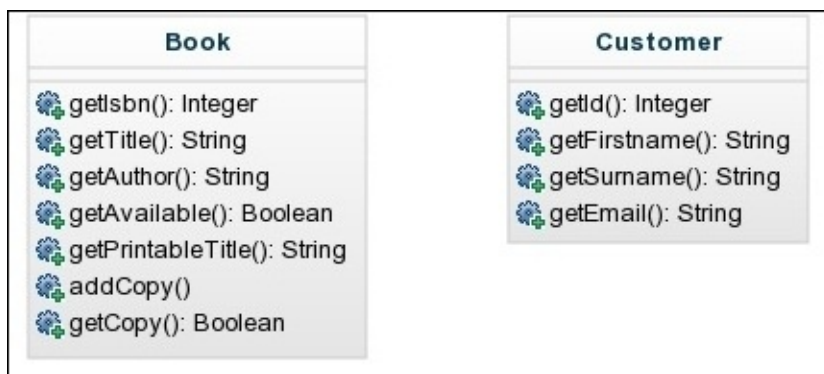 Book
getIsbn(): Integer
getTitle(): String
getAuthor(): String
getAvailable(): Boolean
getPrintableTitle(): String
addCopy()
getCopy(): Boolean
Customer
getId(): Integer
getFirstname(): String
getSurname(): String
getEmail(): String